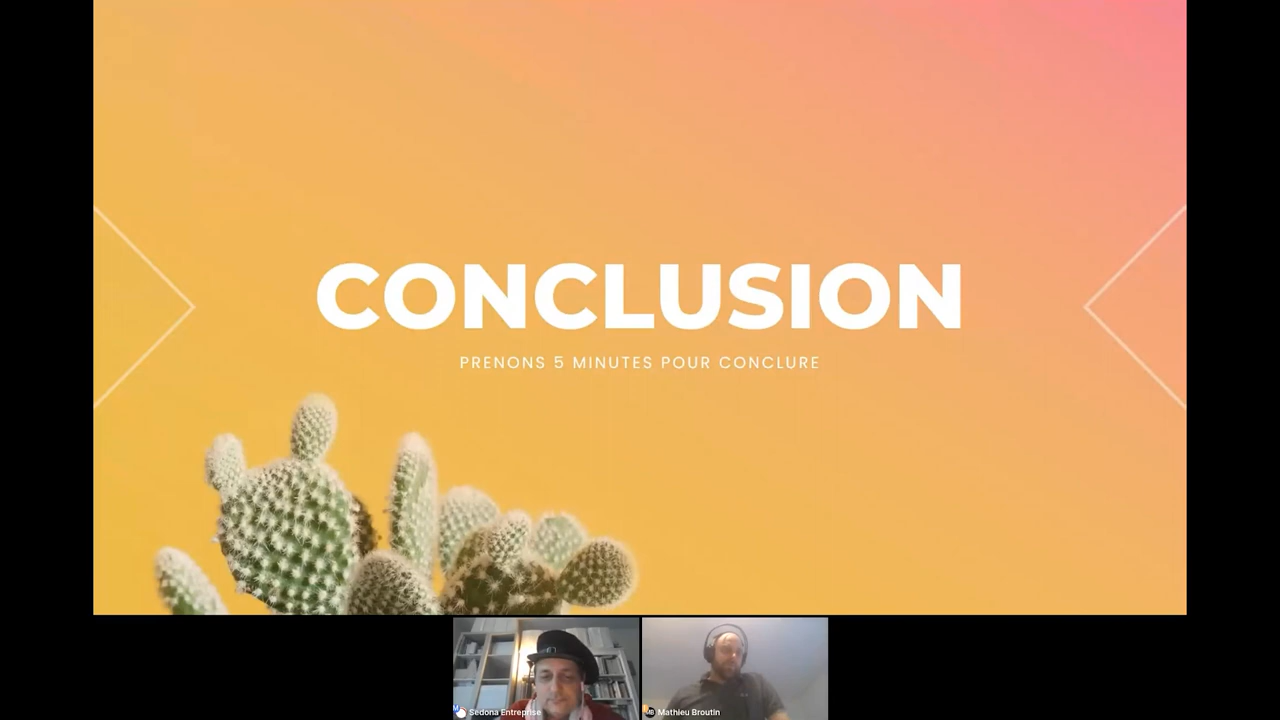 CONCLUSION
PRENONS 5 MINUTES POUR CONCLURE
Sedona Entreprise
Mathieu Broutin